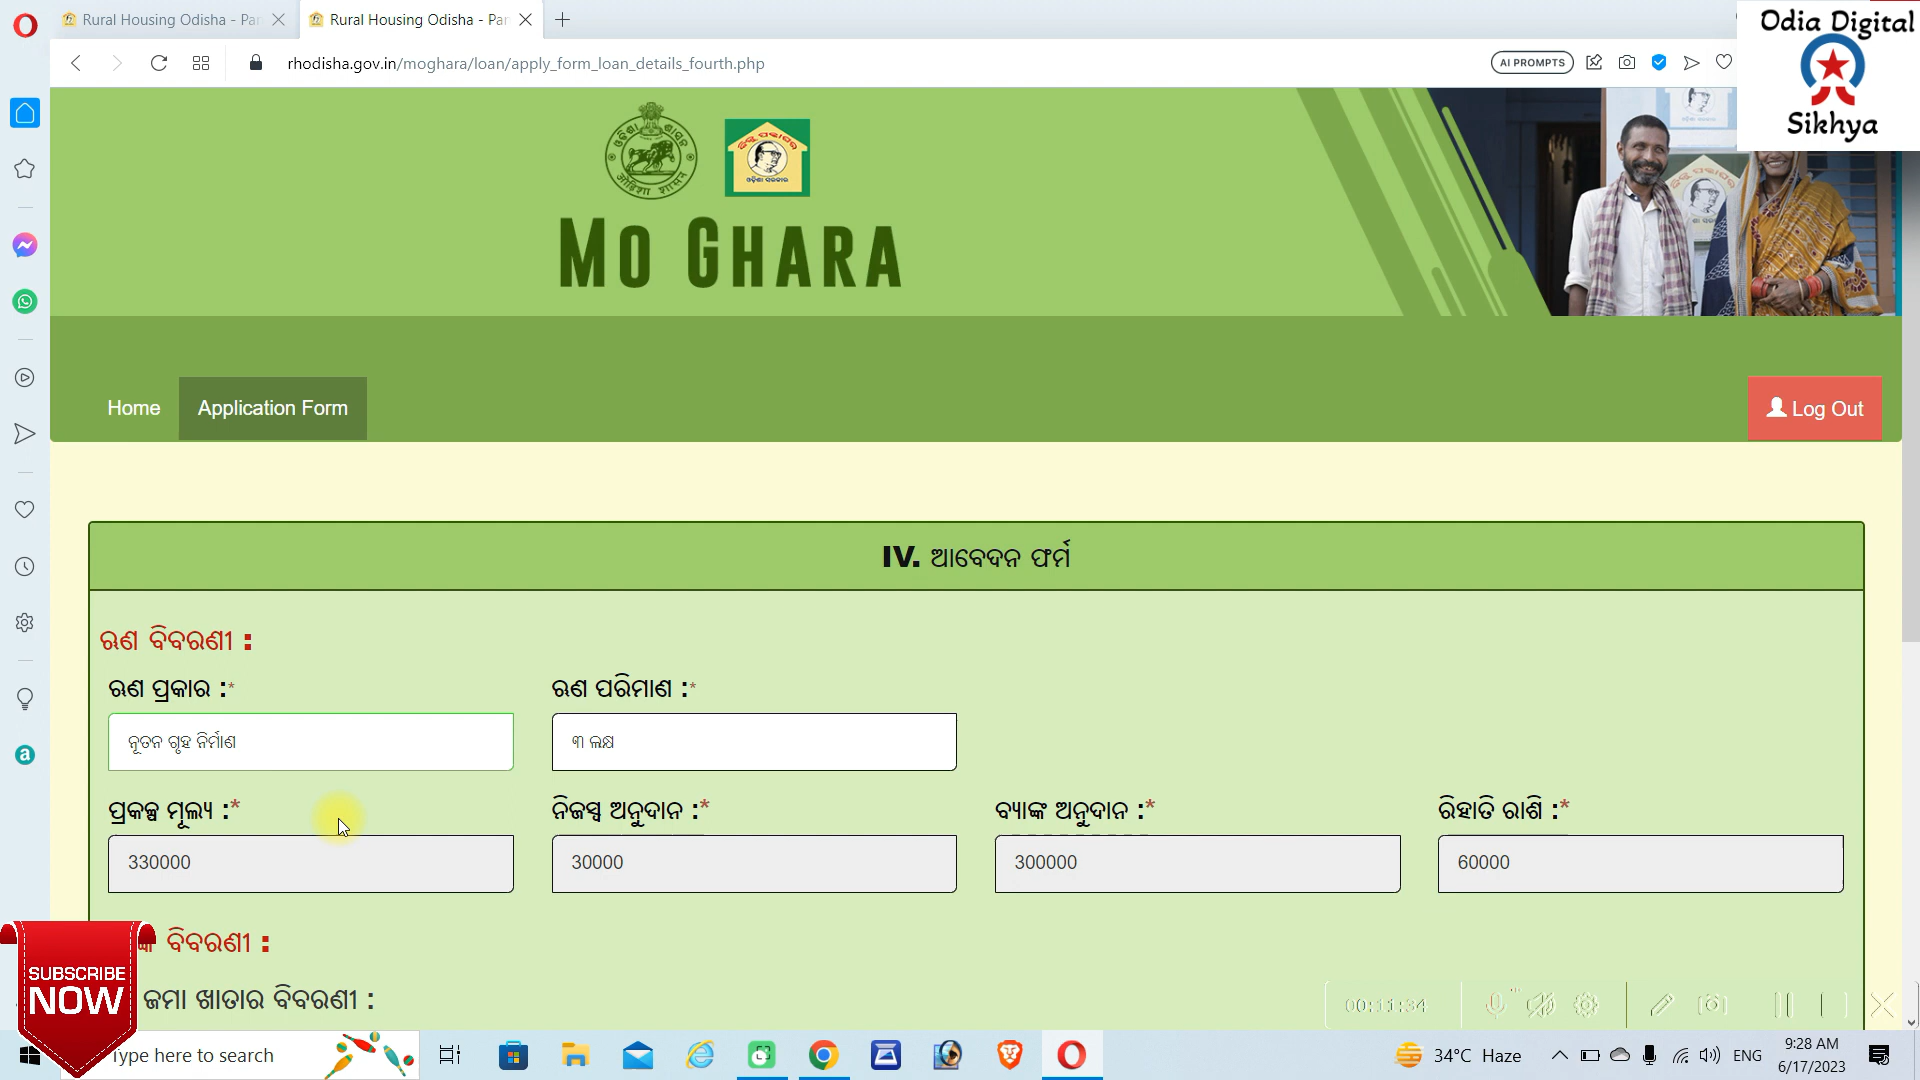 Rural Housing Odisha - Par
Rural Housing Odisha - Par
Odia Digital
Sikhya
rhodisha.gov.in/moghara/loan/apply_form_loan_details_fourth.php
AI PROMPTS
MO GHARA
Home
Application Form
Log Out
IV. ଆବେଦନ ଫର୍ମ
ଋଣ ବିବରଣୀ :
ଋଣ ପ୍ରକାର :*
ଋଣ ପରିମାଣ :*
ନୂତନ ଗୃହ ନିର୍ମାଣ
୩ ଲକ୍ଷ
ପ୍ରକଳ୍ପ ମୂଲ୍ୟ :*
ନିଜସ୍ୱ ଅନୁଦାନ :*
ବ୍ୟାଙ୍କ ଅନୁଦାନ :*
ରିହାତି ରାଶି :*
330000
30000
300000
60000
ବିବରଣୀ :
ଜମା ଖାତାର ବିବରଣୀ :
SUBSCRIBE
NOW
00:11:34
Type here to search
34°C Haze
ENG
9:28 AM
6/17/2023